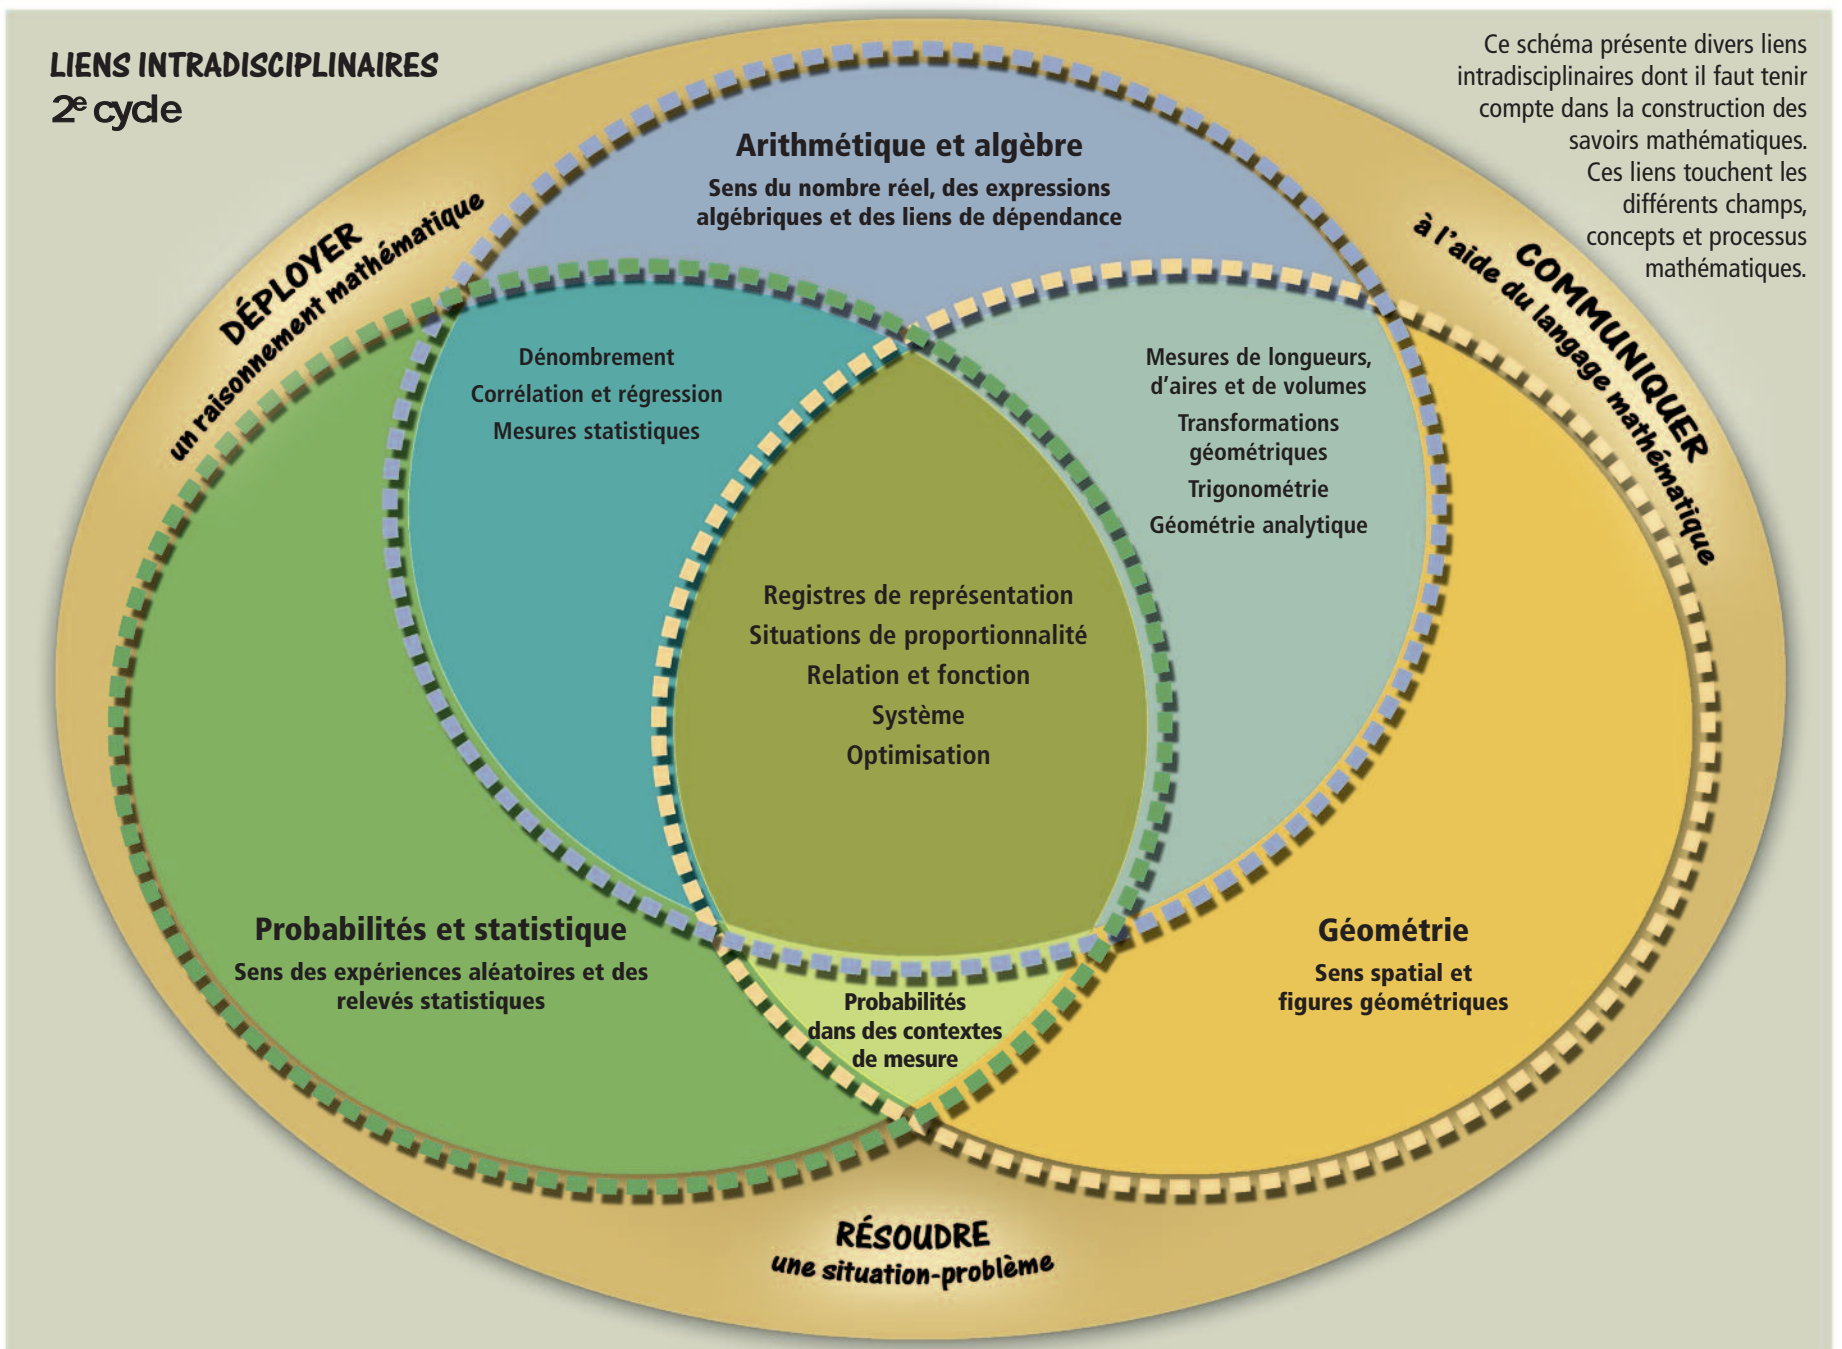 LIENS INTRADISCIPLINAIRES
2e cycle
Ce schéma présente divers liens
intradisciplinaires dont il faut tenir
compte dans la construction des
savoirs mathématiques.
Ces liens touchent les
différents champs,
concepts et processus
mathématiques.
DÉPLOYER
un raisonnement mathématique
COMMUNIQUER
à l'aide du langage mathématique
Arithmétique et algèbre
Sens du nombre réel, des expressions
algébriques et des liens de dépendance
Dénombrement
Corrélation et régression
Mesures statistiques
Mesures de longueurs,
d'aires et de volumes
Transformations
géométriques
Trigonométrie
Géométrie analytique
Registres de représentation
Situations de proportionnalité
Relation et fonction
Système
Optimisation
Probabilités et statistique
Sens des expériences aléatoires et des
relevés statistiques
Géométrie
Sens spatial et
figures géométriques
Probabilités
dans des contextes
de mesure
RÉSOUDRE
une situation-problème